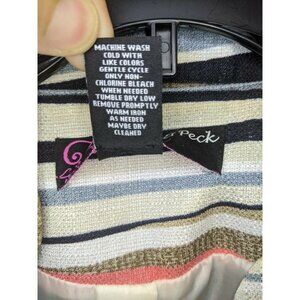 MACHINE WASH
COLD WITH
LIKE COLORS
GENTLE CYCLE
ONLY NON-
CHLORINE BLEACH
WHEN NEEDED
TUMBLE DRY LOW
REMOVE PROMPTLY
WARM IRON
AS NEEDED
MAYBE DRY
CLEANED
Peck